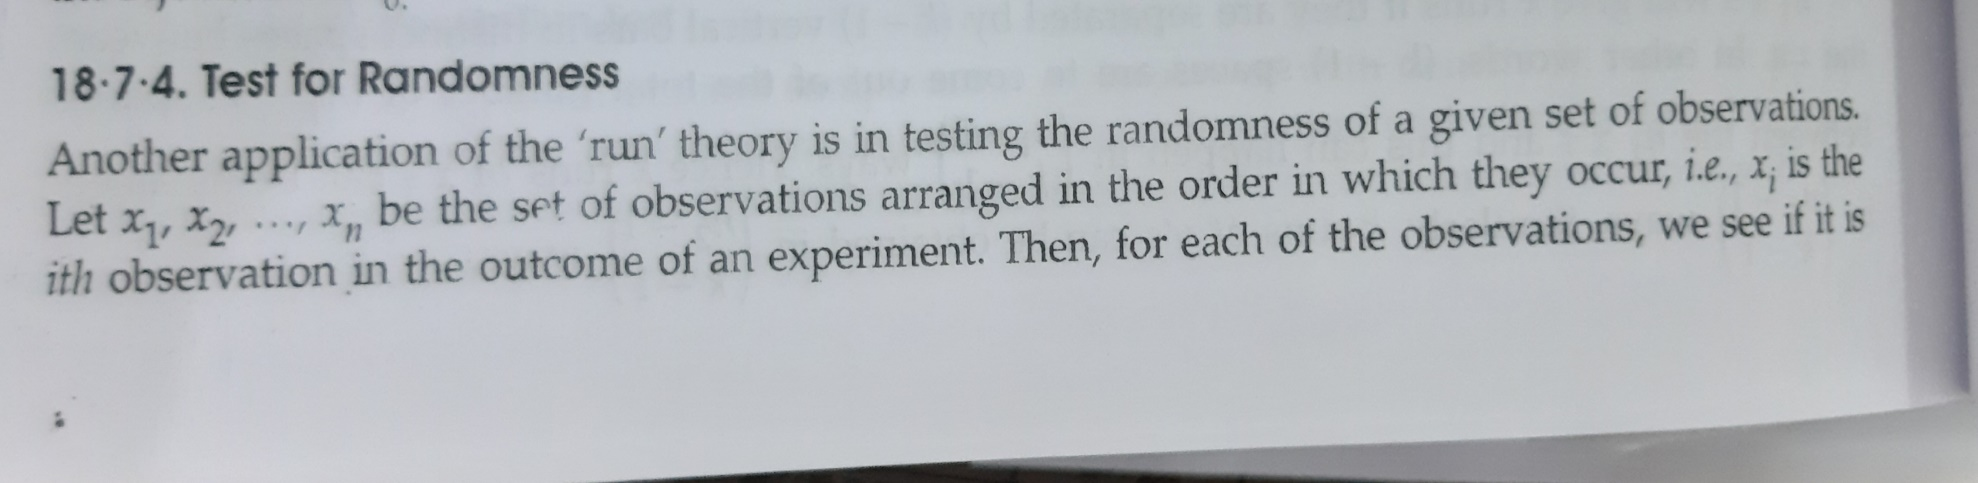 18·7·4. Test for Randomness
Another application of the ‘run’ theory is in testing the randomness of a given set of observations.
Let x₁, x₂, ..., xₙ be the set of observations arranged in the order in which they occur, i.e., xᵢ is the
ith observation in the outcome of an experiment. Then, for each of the observations, we see if it is